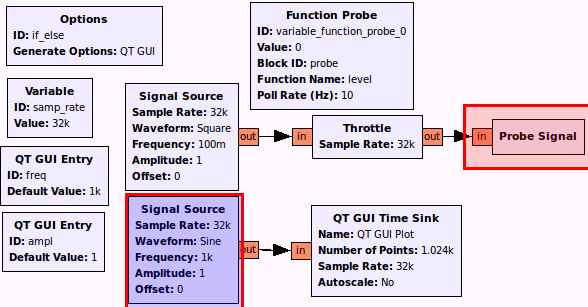 Options
ID: if_else
Generate Options: QT GUI
Function Probe
ID: variable_function_probe_0
Value: 0
Block ID: probe
Function Name: level
Poll Rate (Hz): 10
Variable
ID: samp_rate
Value: 32k
Signal Source
Sample Rate: 32k
Waveform: Square
Frequency: 100m
Amplitude: 1
Offset: 0
out
in
Throttle
Sample Rate: 32k
out
in
Probe Signal
QT GUI Entry
ID: freq
Default Value: 1k
QT GUI Entry
ID: ampl
Default Value: 1
Signal Source
Sample Rate: 32k
Waveform: Sine
Frequency: 1k
Amplitude: 1
Offset: 0
out
in
QT GUI Time Sink
Name: QT GUI Plot
Number of Points: 1.024k
Sample Rate: 32k
Autoscale: No